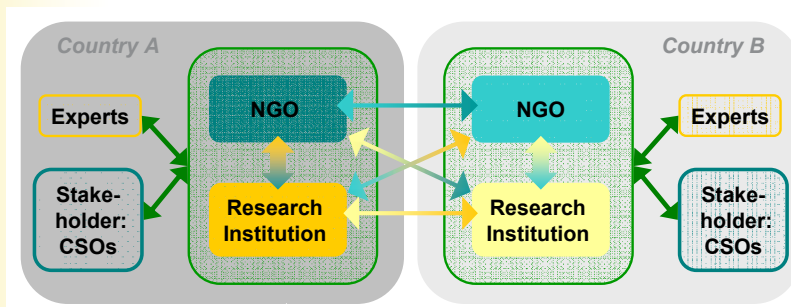 Country A
Country B
Experts
NGO
NGO
Experts
Stake-
holder:
CSOs
Research
Institution
Research
Institution
Stake-
holder:
CSOs